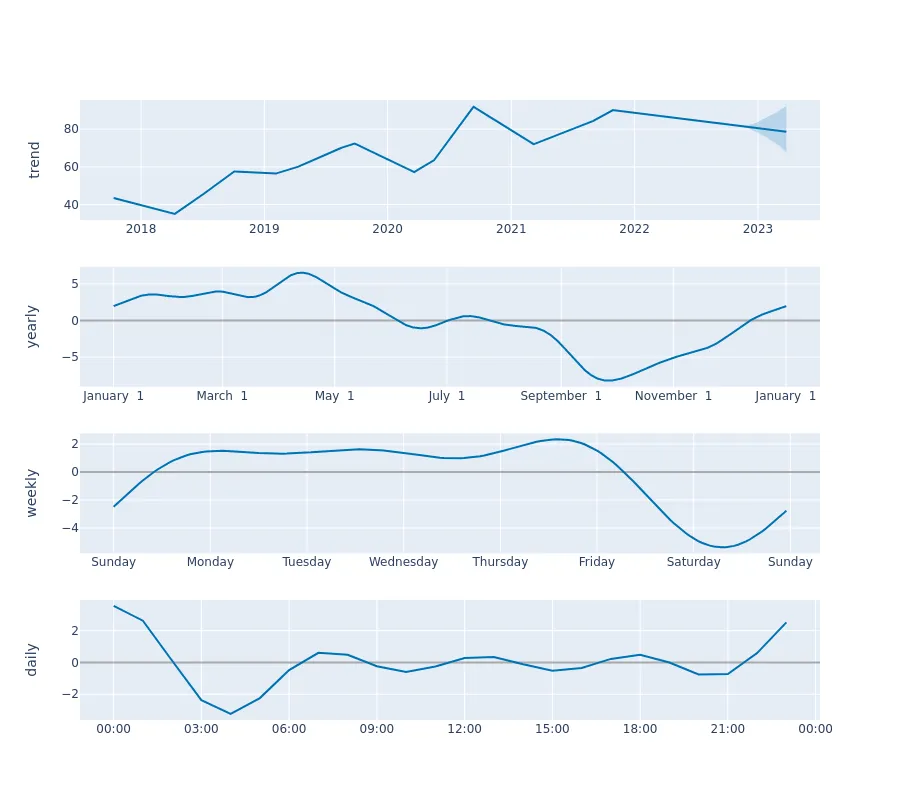 trend
80
60
40
2018 2019 2020 2021 2022 2023
yearly
5
0
−5
January 1 March 1 May 1 July 1 September 1 November 1 January 1
weekly
2
0
−2
−4
Sunday Monday Tuesday Wednesday Thursday Friday Saturday Sunday
daily
2
0
−2
00:00 03:00 06:00 09:00 12:00 15:00 18:00 21:00 00:00